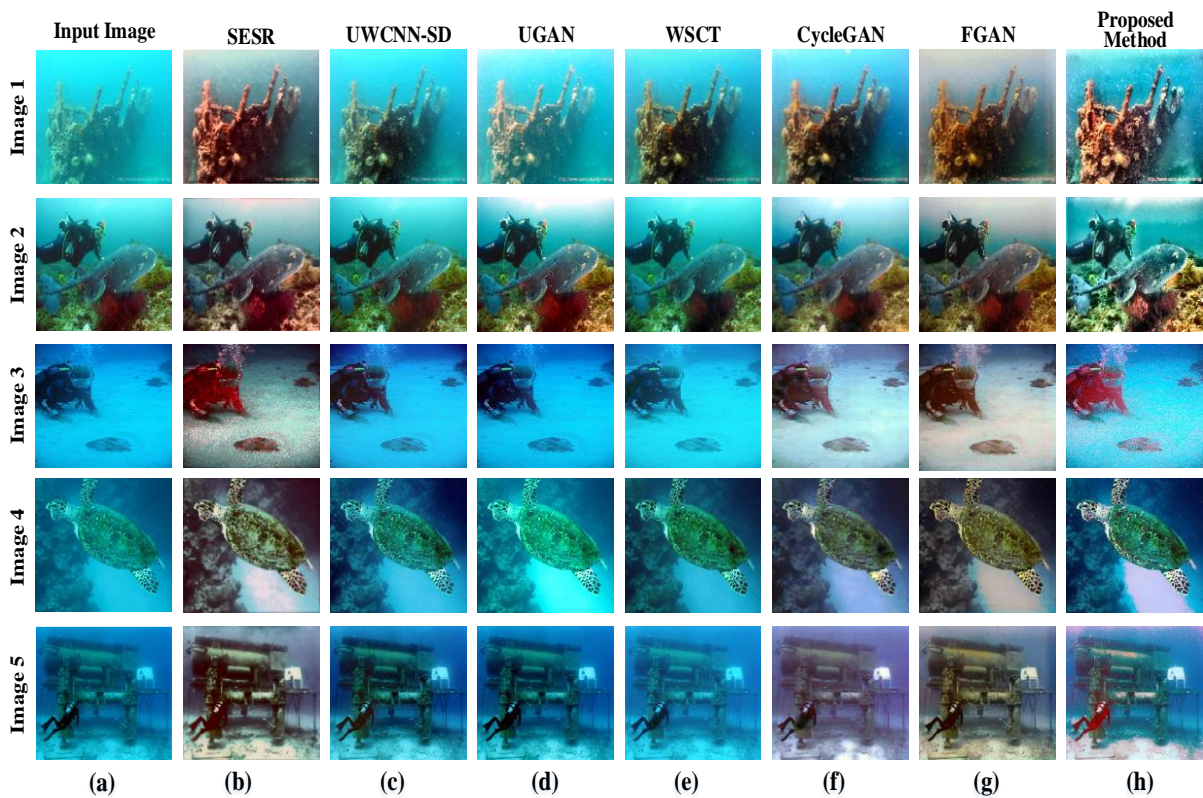 Input Image SESR UWCNN-SD UGAN WSCT CycleGAN FGAN Proposed
Method
Image 1
Image 2
Image 3
Image 4
Image 5
(a) (b) (c) (d) (e) (f) (g) (h)